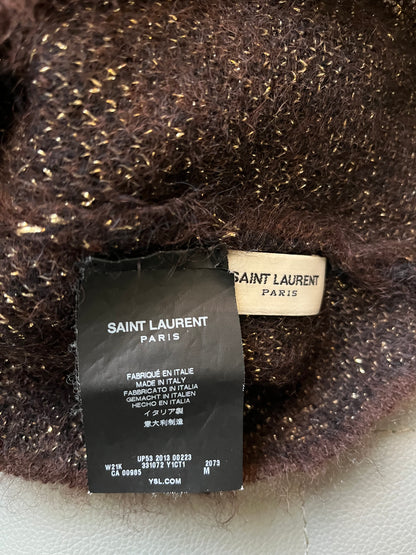 SAINT LAURENT
PARIS
SAINT LAURENT
PARIS
FABRIQUÉ EN ITALIE
MADE IN ITALY
FABBRICATO IN ITALIA
GEMACHT IN ITALIEN
HECHO EN ITALIA
イタリア製
意大利制造
UP53 2013 00223
W21K 331072 Y1CT1 2073
CA 00985 M
YSL.COM